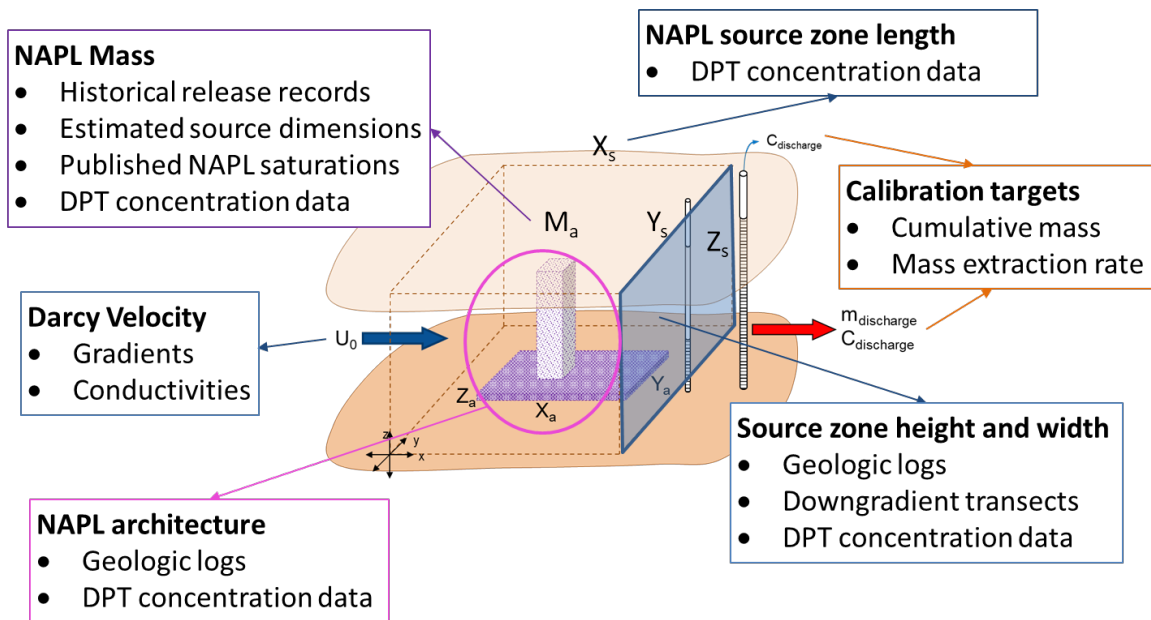 NAPL Mass
• Historical release records
• Estimated source dimensions
• Published NAPL saturations
• DPT concentration data
NAPL source zone length
• DPT concentration data
Calibration targets
• Cumulative mass
• Mass extraction rate
Darcy Velocity
• Gradients
• Conductivities
Source zone height and width
• Geologic logs
• Downgradient transects
• DPT concentration data
NAPL architecture
• Geologic logs
• DPT concentration data
Xs
Cdischarge
Ma
Ys
Zs
U0
mdischarge
Cdischarge
Za
Xa
Ya
z
y
x